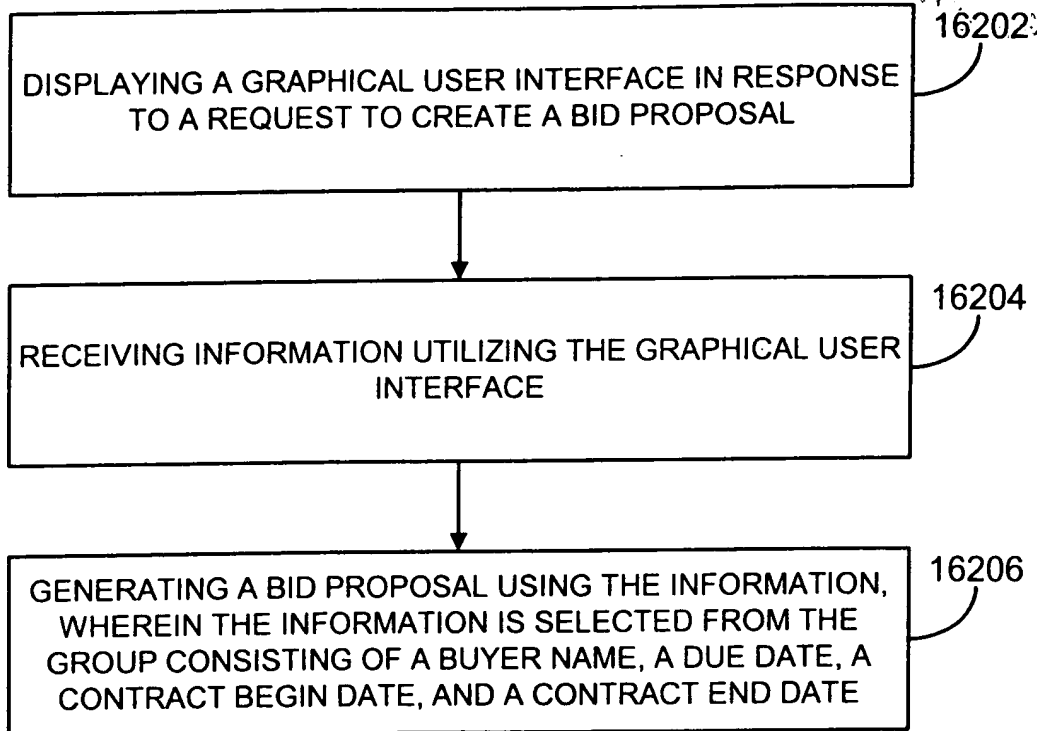 16202
DISPLAYING A GRAPHICAL USER INTERFACE IN RESPONSE
TO A REQUEST TO CREATE A BID PROPOSAL
16204
RECEIVING INFORMATION UTILIZING THE GRAPHICAL USER
INTERFACE
16206
GENERATING A BID PROPOSAL USING THE INFORMATION,
WHEREIN THE INFORMATION IS SELECTED FROM THE
GROUP CONSISTING OF A BUYER NAME, A DUE DATE, A
CONTRACT BEGIN DATE, AND A CONTRACT END DATE